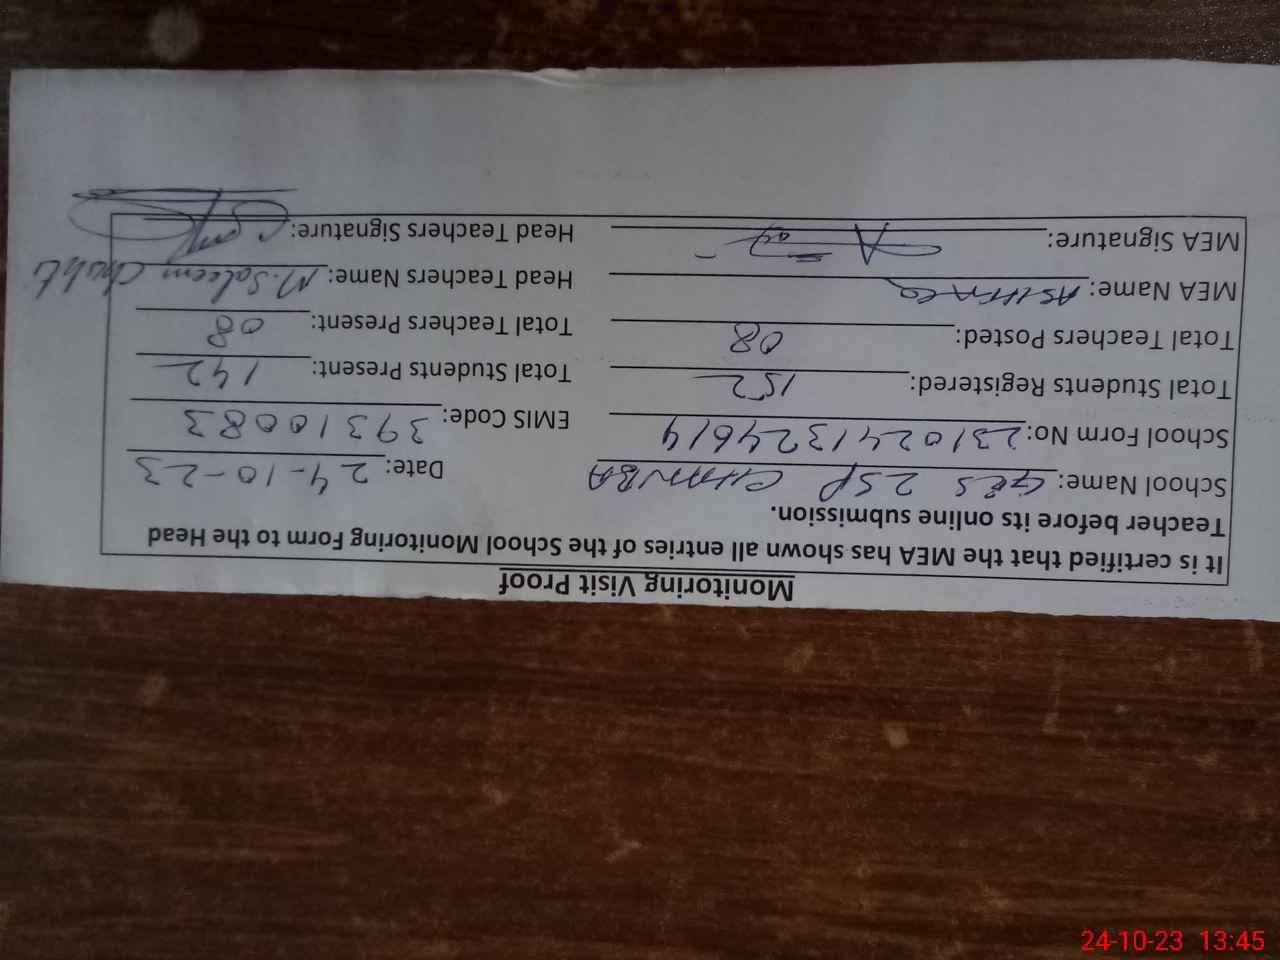 Monitoring Visit Proof
It is certified that the MEA has shown all entries of the School Monitoring Form to the Head
Teacher before its online submission.
School Name: GES 2SP CHANBA Date: 24-10-23
School Form No: 2310241324614 EMIS Code: 39310083
Total Students Registered: 152 Total Students Present: 142
Total Teachers Posted: 08 Total Teachers Present: 08
MEA Name: Head Teachers Name: M. Saleem Chishti
MEA Signature: Head Teachers Signature:
24-10-23 13:45